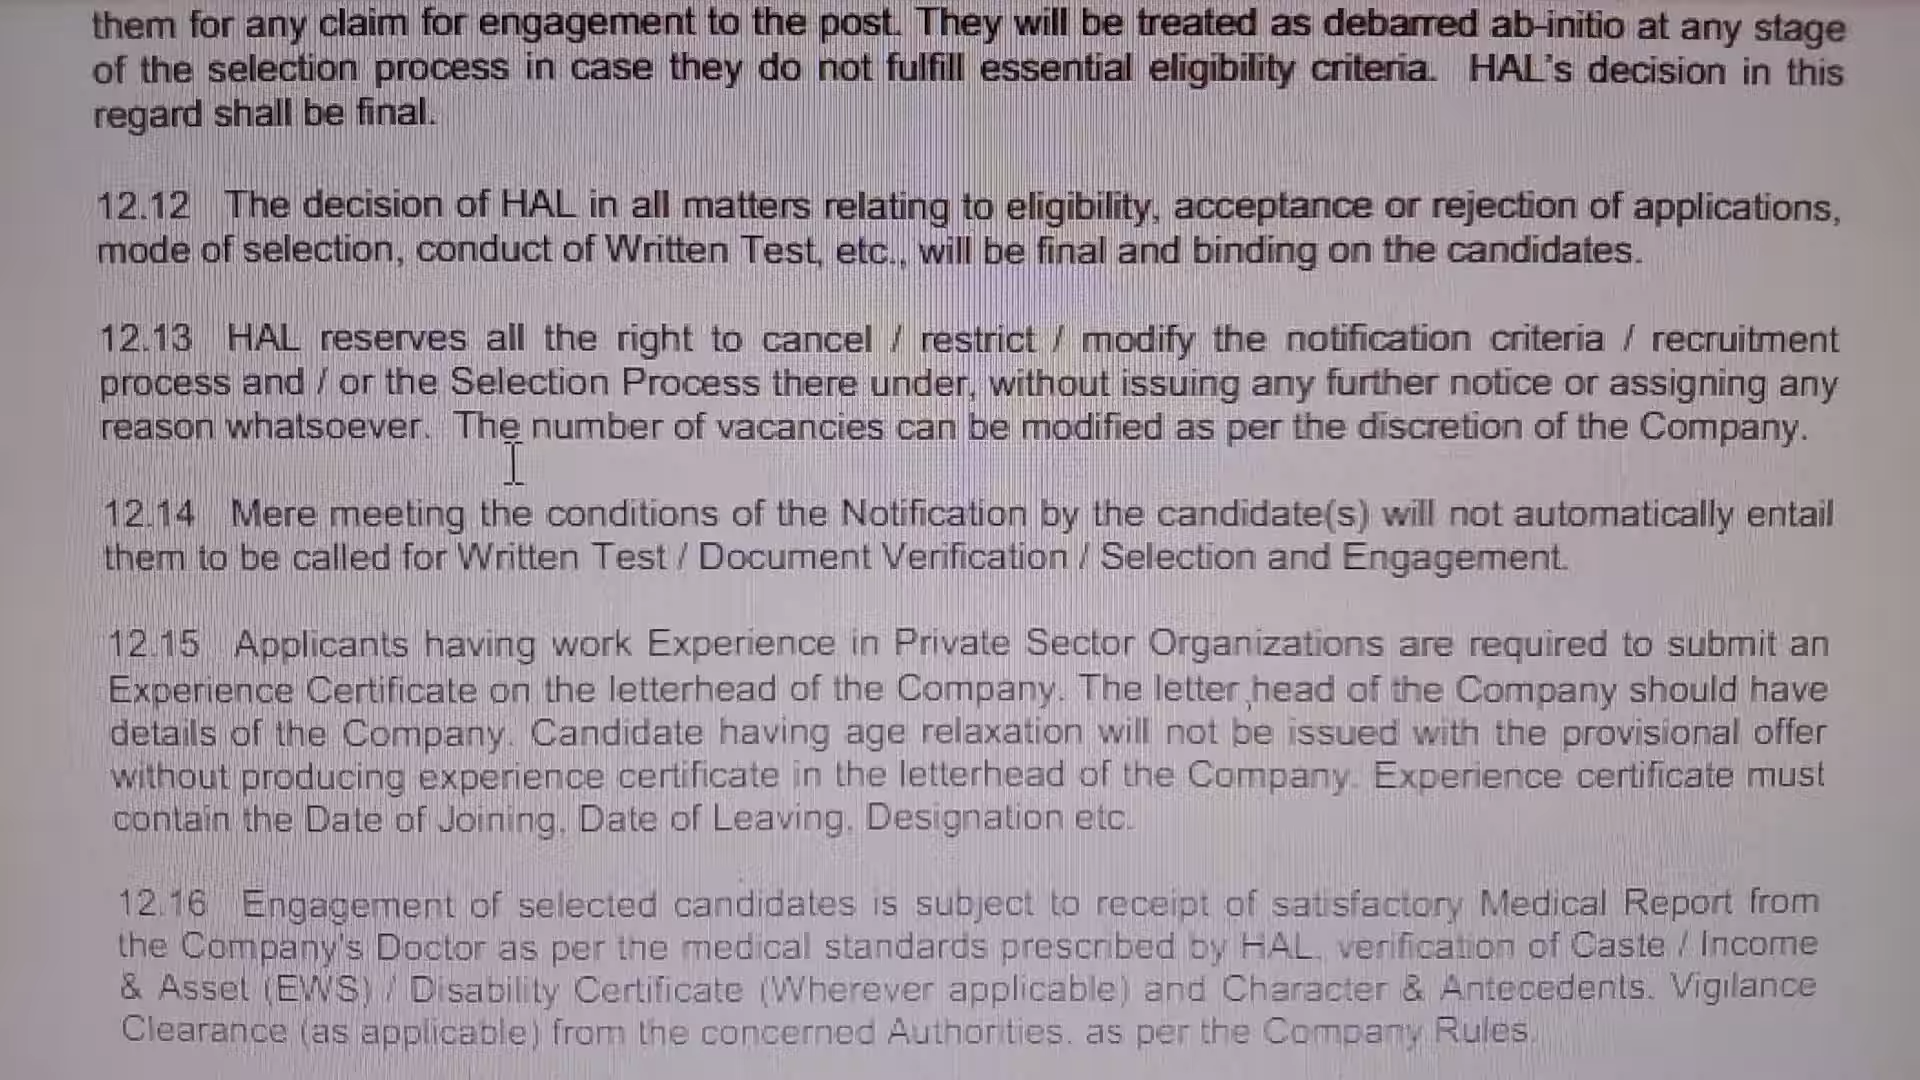 them for any claim for engagement to the post. They will be treated as debarred ab-initio at any stage
of the selection process in case they do not fulfill essential eligibility criteria. HAL's decision in this
regard shall be final.
12.12 The decision of HAL in all matters relating to eligibility, acceptance or rejection of applications,
mode of selection, conduct of Written Test, etc., will be final and binding on the candidates.
12.13 HAL reserves all the right to cancel / restrict / modify the notification criteria / recruitment
process and / or the Selection Process there under, without issuing any further notice or assigning any
reason whatsoever. The number of vacancies can be modified as per the discretion of the Company.
12.14 Mere meeting the conditions of the Notification by the candidate(s) will not automatically entail
them to be called for Written Test / Document Verification / Selection and Engagement.
12.15 Applicants having work Experience in Private Sector Organizations are required to submit an
Experience Certificate on the letterhead of the Company. The letter head of the Company should have
details of the Company. Candidate having age relaxation will not be issued with the provisional offer
without producing experience certificate in the letterhead of the Company. Experience certificate must
contain the Date of Joining, Date of Leaving, Designation etc.
12.16 Engagement of selected candidates is subject to receipt of satisfactory Medical Report from
the Company's Doctor as per the medical standards prescribed by HAL, verification of Caste / Income
& Asset (EWS) / Disability Certificate (Wherever applicable) and Character & Antecedents, Vigilance
Clearance (as applicable) from the concerned Authorities, as per the Company Rules.